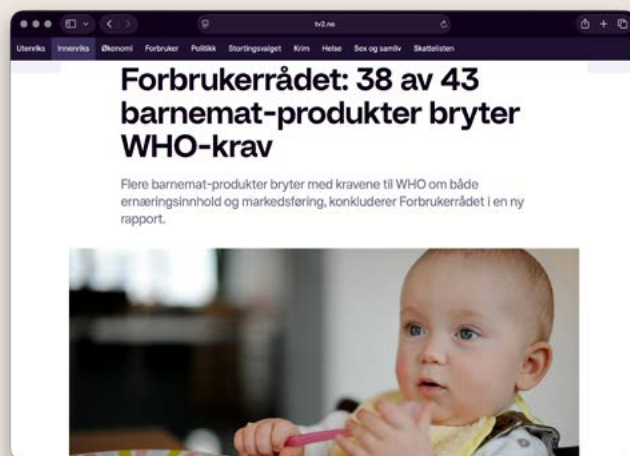 tv2.no
Utenriks Innenriks Økonomi Forbruker Politikk Stortingsvalget Krim Helse Sex og samliv Skattelisten
Forbrukerrådet: 38 av 43
barnemat-produkter bryter
WHO-krav
Flere barnemat-produkter bryter med kravene til WHO om både
ernæringsinnhold og markedsføring, konkluderer Forbrukerrådet i en ny
rapport.